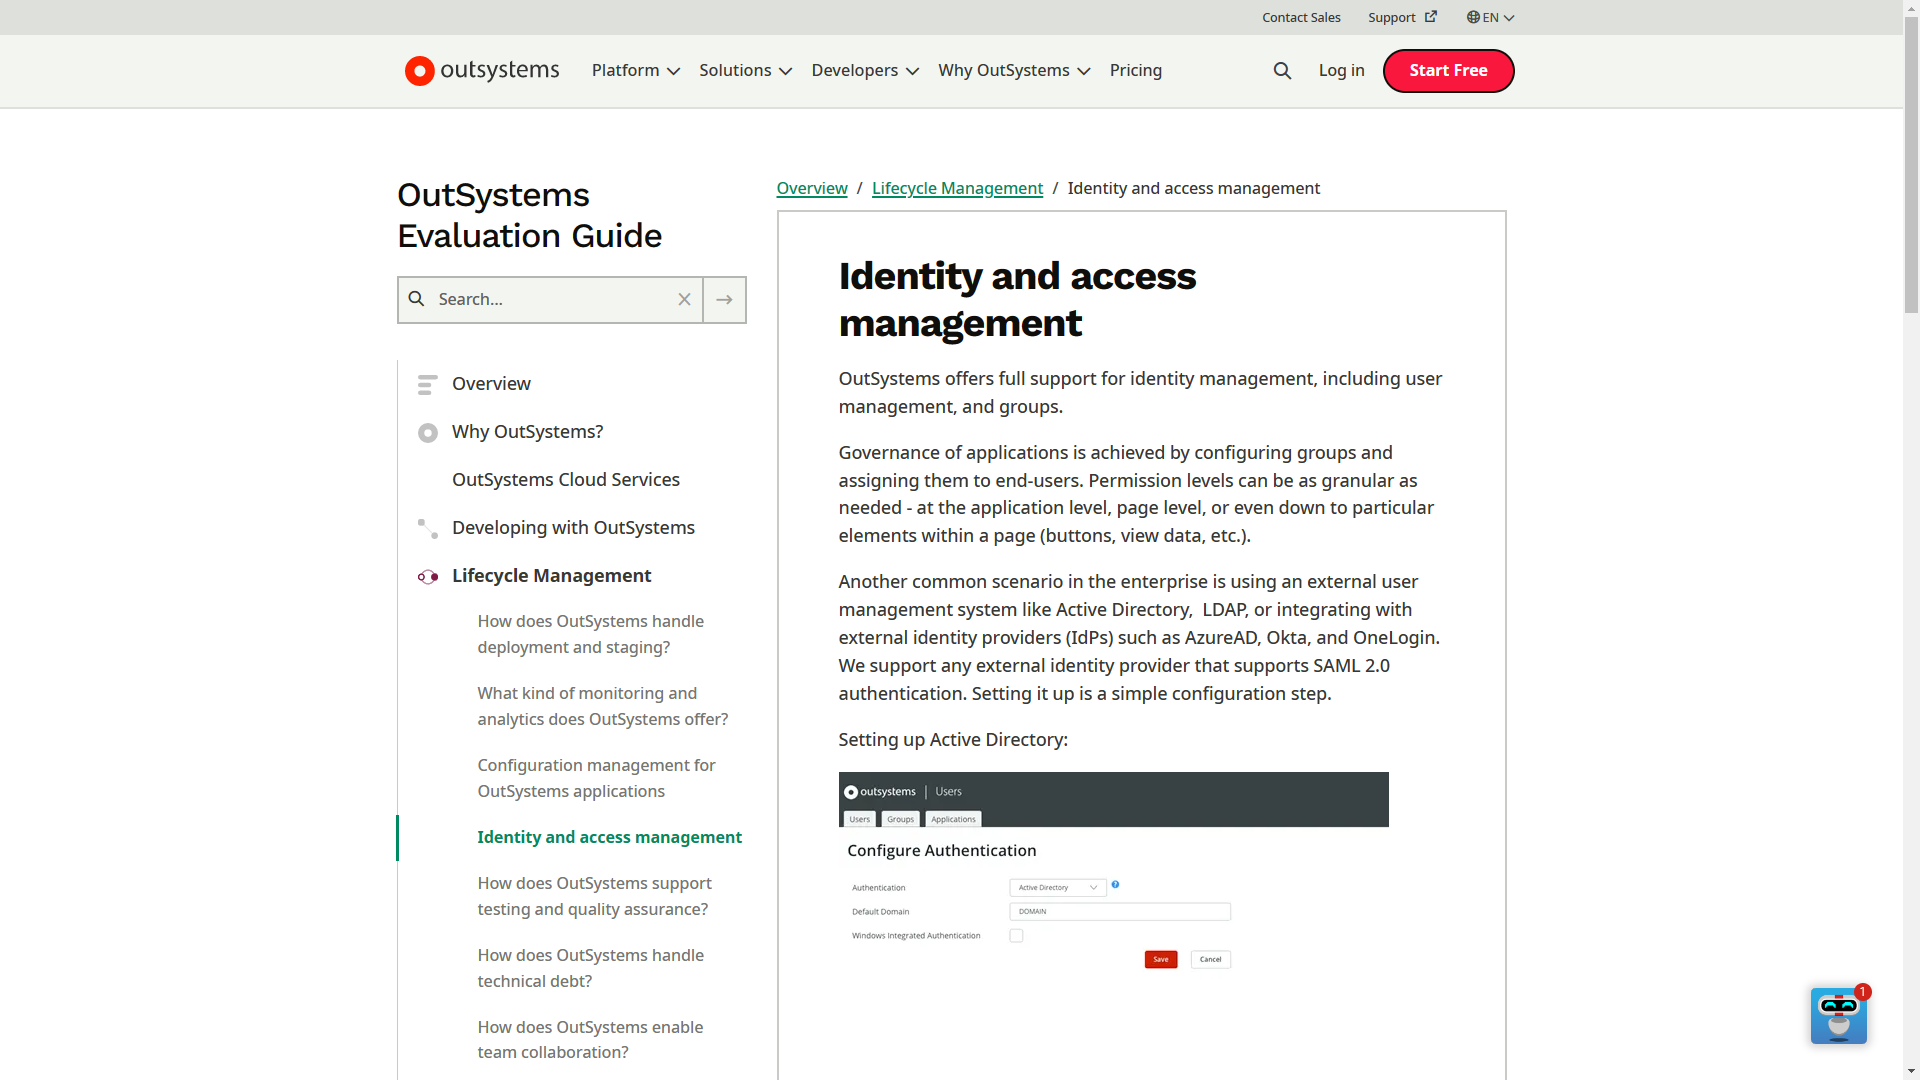 Contact Sales
Support
EN
outsystems
Platform
Solutions
Developers
Why OutSystems
Pricing
Log in
Start Free
OutSystems
Evaluation Guide
Search...
Overview
Why OutSystems?
OutSystems Cloud Services
Developing with OutSystems
Lifecycle Management
How does OutSystems handle
deployment and staging?
What kind of monitoring and
analytics does OutSystems offer?
Configuration management for
OutSystems applications
Identity and access management
How does OutSystems support
testing and quality assurance?
How does OutSystems handle
technical debt?
How does OutSystems enable
team collaboration?
Overview / Lifecycle Management / Identity and access management
Identity and access
management
OutSystems offers full support for identity management, including user
management, and groups.
Governance of applications is achieved by configuring groups and
assigning them to end-users. Permission levels can be as granular as
needed - at the application level, page level, or even down to particular
elements within a page (buttons, view data, etc.).
Another common scenario in the enterprise is using an external user
management system like Active Directory,  LDAP, or integrating with
external identity providers (IdPs) such as AzureAD, Okta, and OneLogin.
We support any external identity provider that supports SAML 2.0
authentication. Setting it up is a simple configuration step.
Setting up Active Directory:
outsystems | Users
Users
Groups
Applications
Configure Authentication
Authentication
Active Directory
?
Default Domain
DOMAIN
Windows Integrated Authentication
Save
Cancel
1